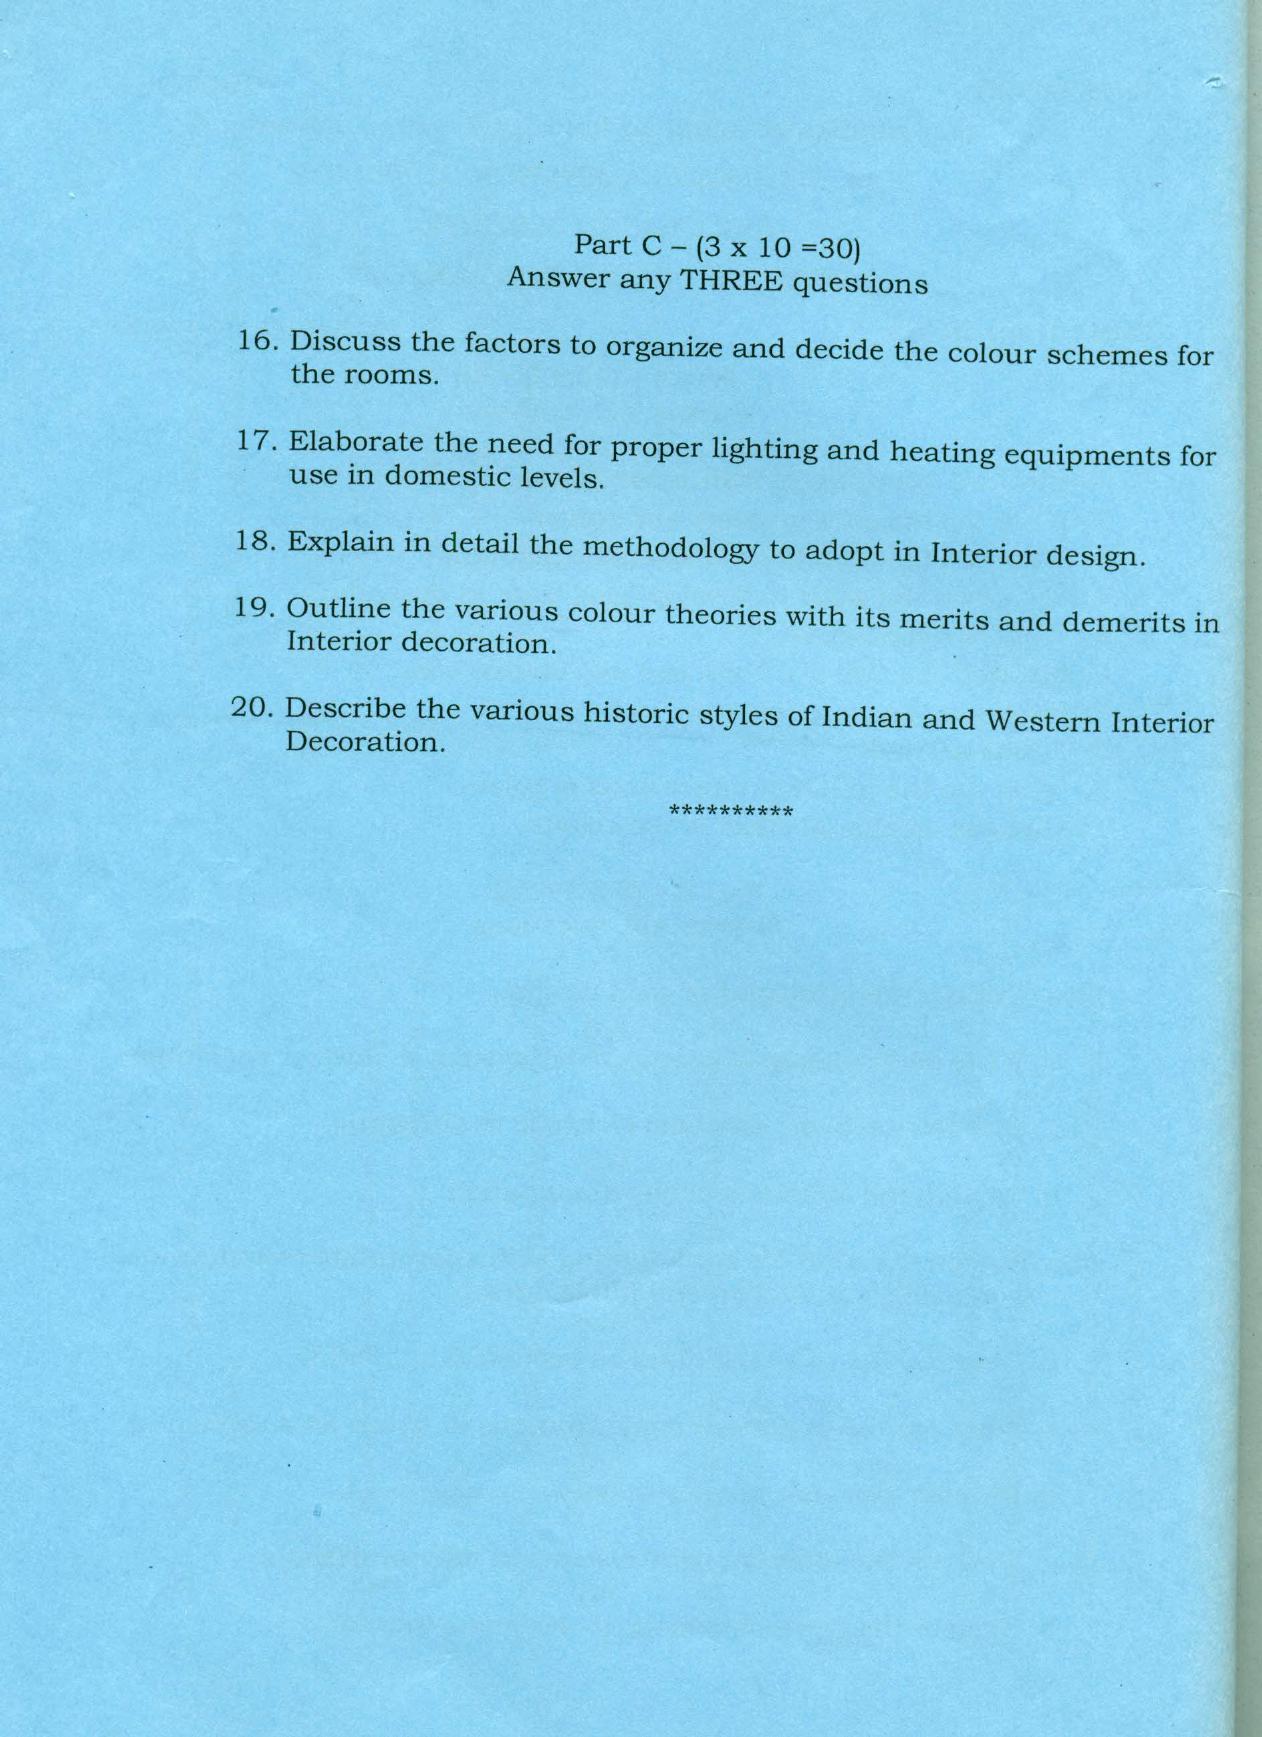 Part C – (3 x 10 =30)
Answer any THREE questions
16. Discuss the factors to organize and decide the colour schemes for
the rooms.
17. Elaborate the need for proper lighting and heating equipments for
use in domestic levels.
18. Explain in detail the methodology to adopt in Interior design.
19. Outline the various colour theories with its merits and demerits in
Interior decoration.
20. Describe the various historic styles of Indian and Western Interior
Decoration.
**********